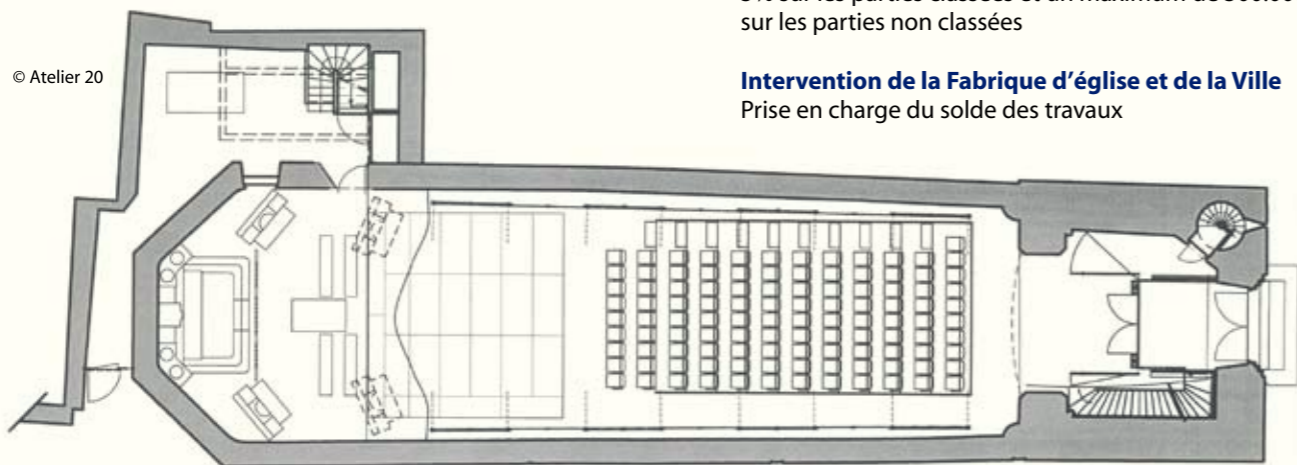 sur les parties non classées
© Atelier 20
Intervention de la Fabrique d’église et de la Ville
Prise en charge du solde des travaux